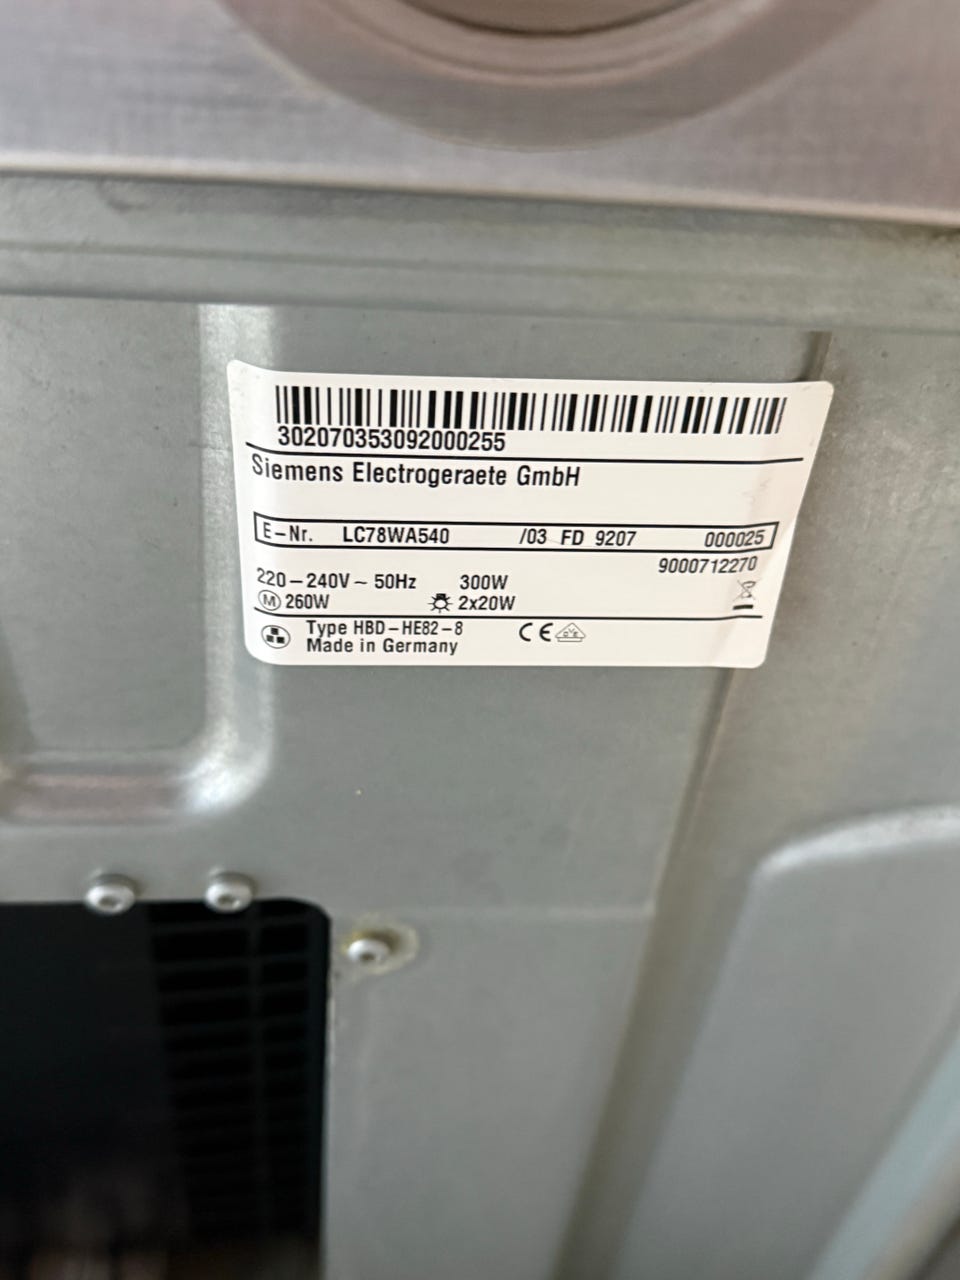 302070353092000255
Siemens Electrogeraete GmbH
E-Nr. LC78WA540 /03 FD 9207 000025
9000712270
220-240V~ 50Hz 300W
M 260W 2x20W
Type HBD-HE82-8 CE
Made in Germany